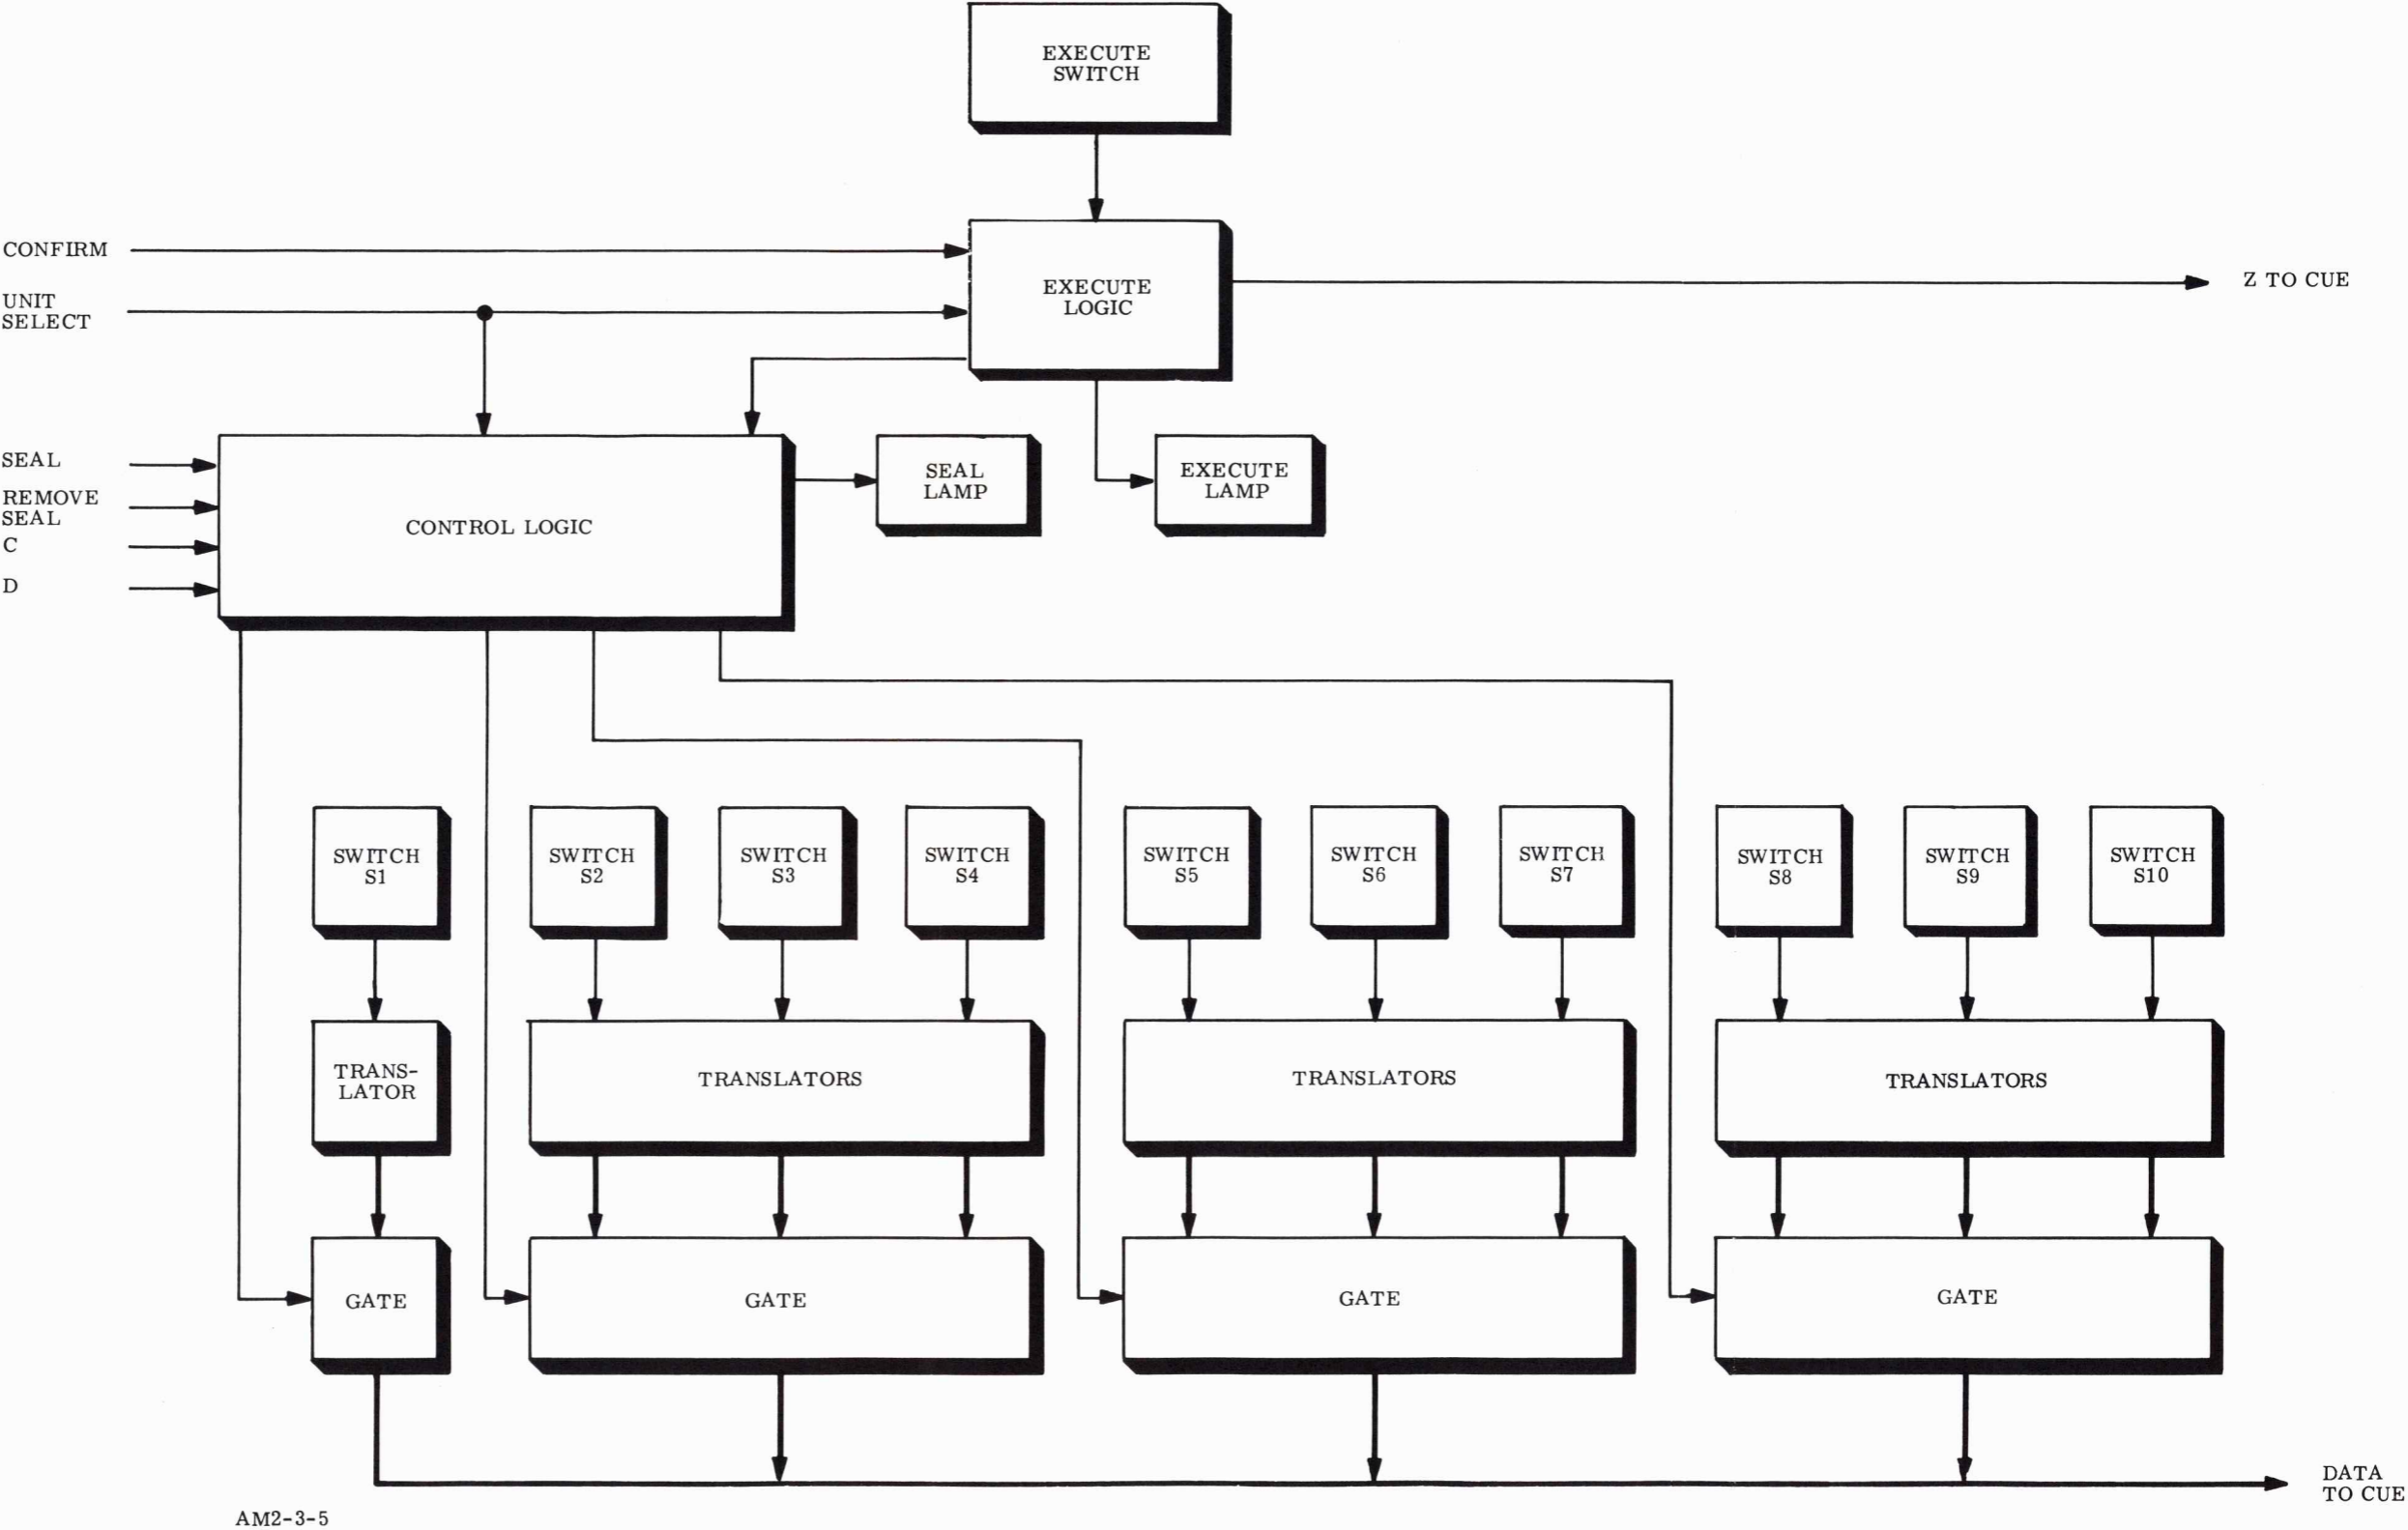 EXECUTE
SWITCH
CONFIRM
UNIT
SELECT
EXECUTE
LOGIC
Z TO CUE
SEAL
REMOVE
SEAL
C
D
CONTROL LOGIC
SEAL
LAMP
EXECUTE
LAMP
SWITCH
S1
SWITCH
S2
SWITCH
S3
SWITCH
S4
SWITCH
S5
SWITCH
S6
SWITCH
S7
SWITCH
S8
SWITCH
S9
SWITCH
S10
TRANS-
LATOR
TRANSLATORS
TRANSLATORS
TRANSLATORS
GATE
GATE
GATE
GATE
DATA
TO CUE
AM2-3-5